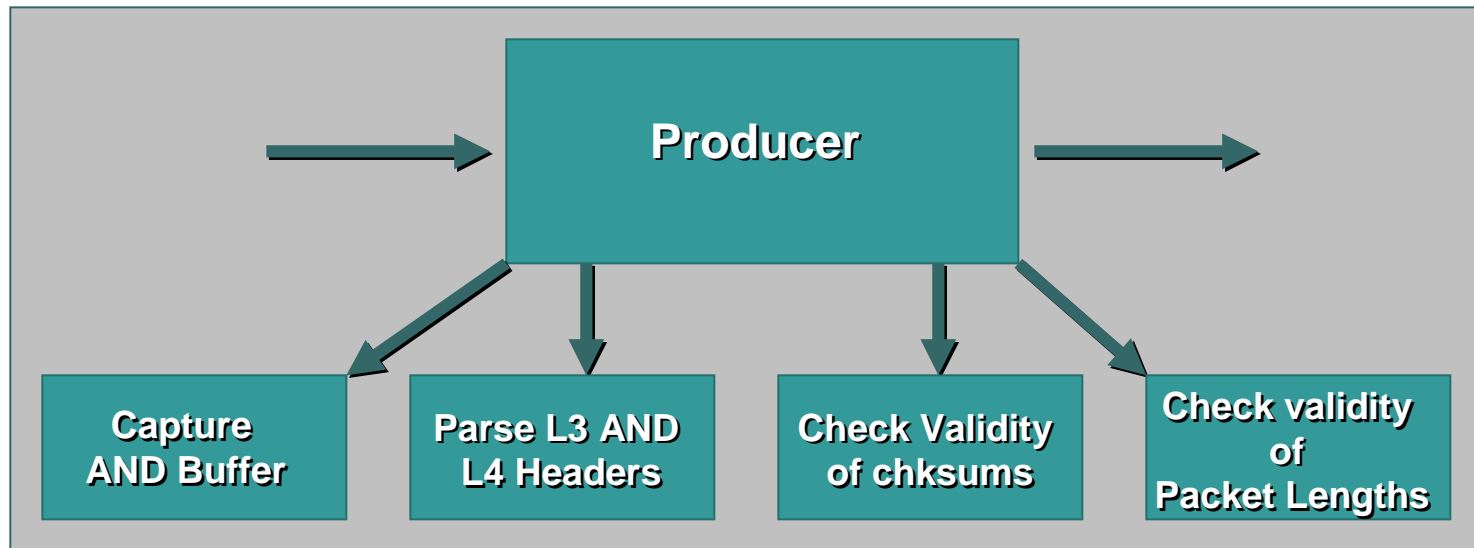 Producer
Capture
AND Buffer
Parse L3 AND
L4 Headers
Check Validity
of chksums
Check validity
of
Packet Lengths